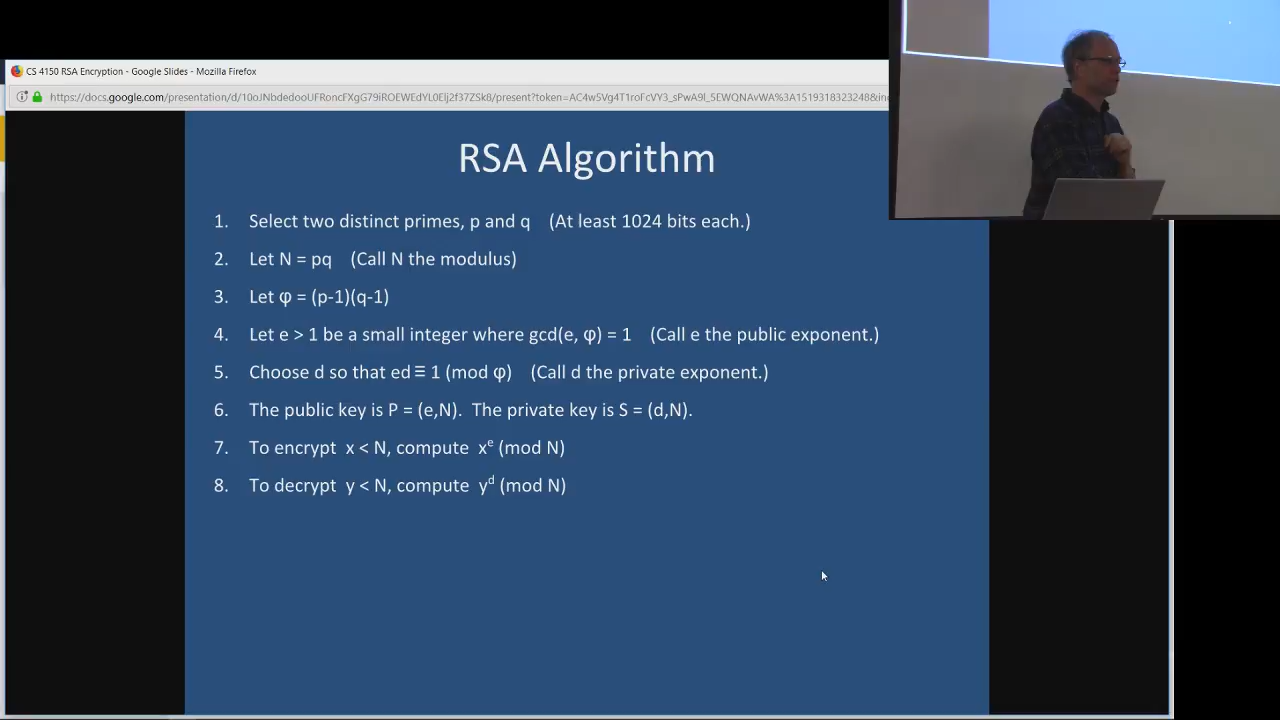 CS 4150 RSA Encryption - Google Slides - Mozilla Firefox
RSA Algorithm
1. Select two distinct primes, p and q (At least 1024 bits each.)
2. Let N = pq (Call N the modulus)
3. Let φ = (p-1)(q-1)
4. Let e > 1 be a small integer where gcd(e, φ) = 1 (Call e the public exponent.)
5. Choose d so that ed ≡ 1 (mod φ) (Call d the private exponent.)
6. The public key is P = (e,N). The private key is S = (d,N).
7. To encrypt x < N, compute xᵉ (mod N)
8. To decrypt y < N, compute yᵈ (mod N)